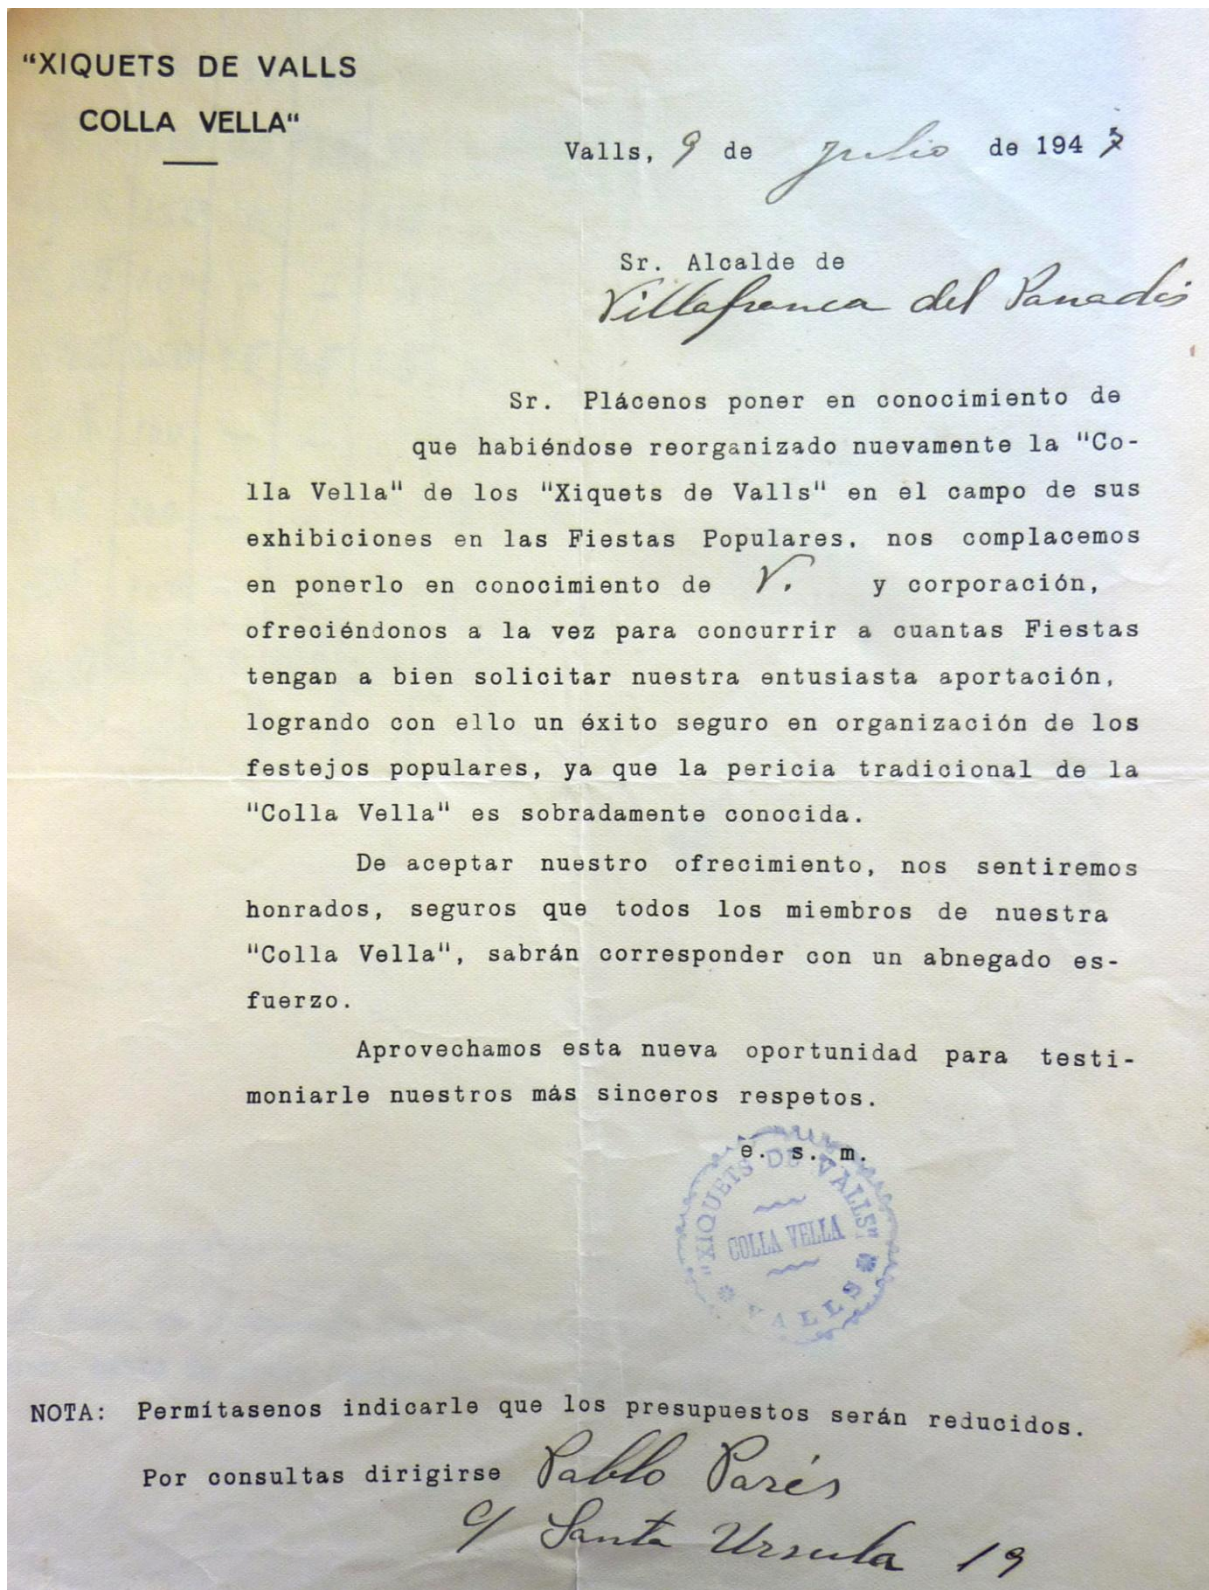 "XIQUETS DE VALLS
COLLA VELLA"
Valls, 9 de Julio de 1947
Sr. Alcalde de
Villafranca del Panadés
Sr. Plácenos poner en conocimiento de
que habiéndose reorganizado nuevamente la "Co-
lla Vella" de los "Xiquets de Valls" en el campo de sus
exhibiciones en las Fiestas Populares, nos complacemos
en ponerlo en conocimiento de V. y corporación,
ofreciéndonos a la vez para concurrir a cuantas Fiestas
tengan a bien solicitar nuestra entusiasta aportación,
logrando con ello un éxito seguro en organización de los
festejos populares, ya que la pericia tradicional de la
"Colla Vella" es sobradamente conocida.
De aceptar nuestro ofrecimiento, nos sentiremos
honrados, seguros que todos los miembros de nuestra
"Colla Vella", sabrán corresponder con un abnegado es-
fuerzo.
Aprovechamos esta nueva oportunidad para testi-
moniarle nuestros más sinceros respetos.
e. s. m.
"XIQUETS DE VALLS"
COLLA VELLA
VALLS
NOTA: Permítasenos indicarle que los presupuestos serán reducidos.
Por consultas dirigirse Pablo Parés
c/ Santa Ursula 19